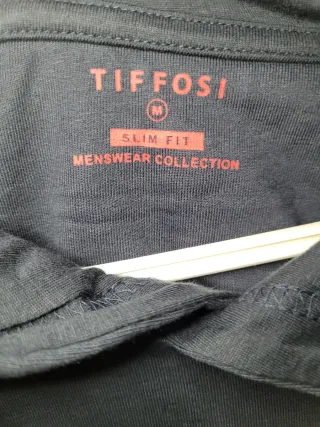 TIFFOSI
M
SLIM FIT
MENSWEAR COLLECTION